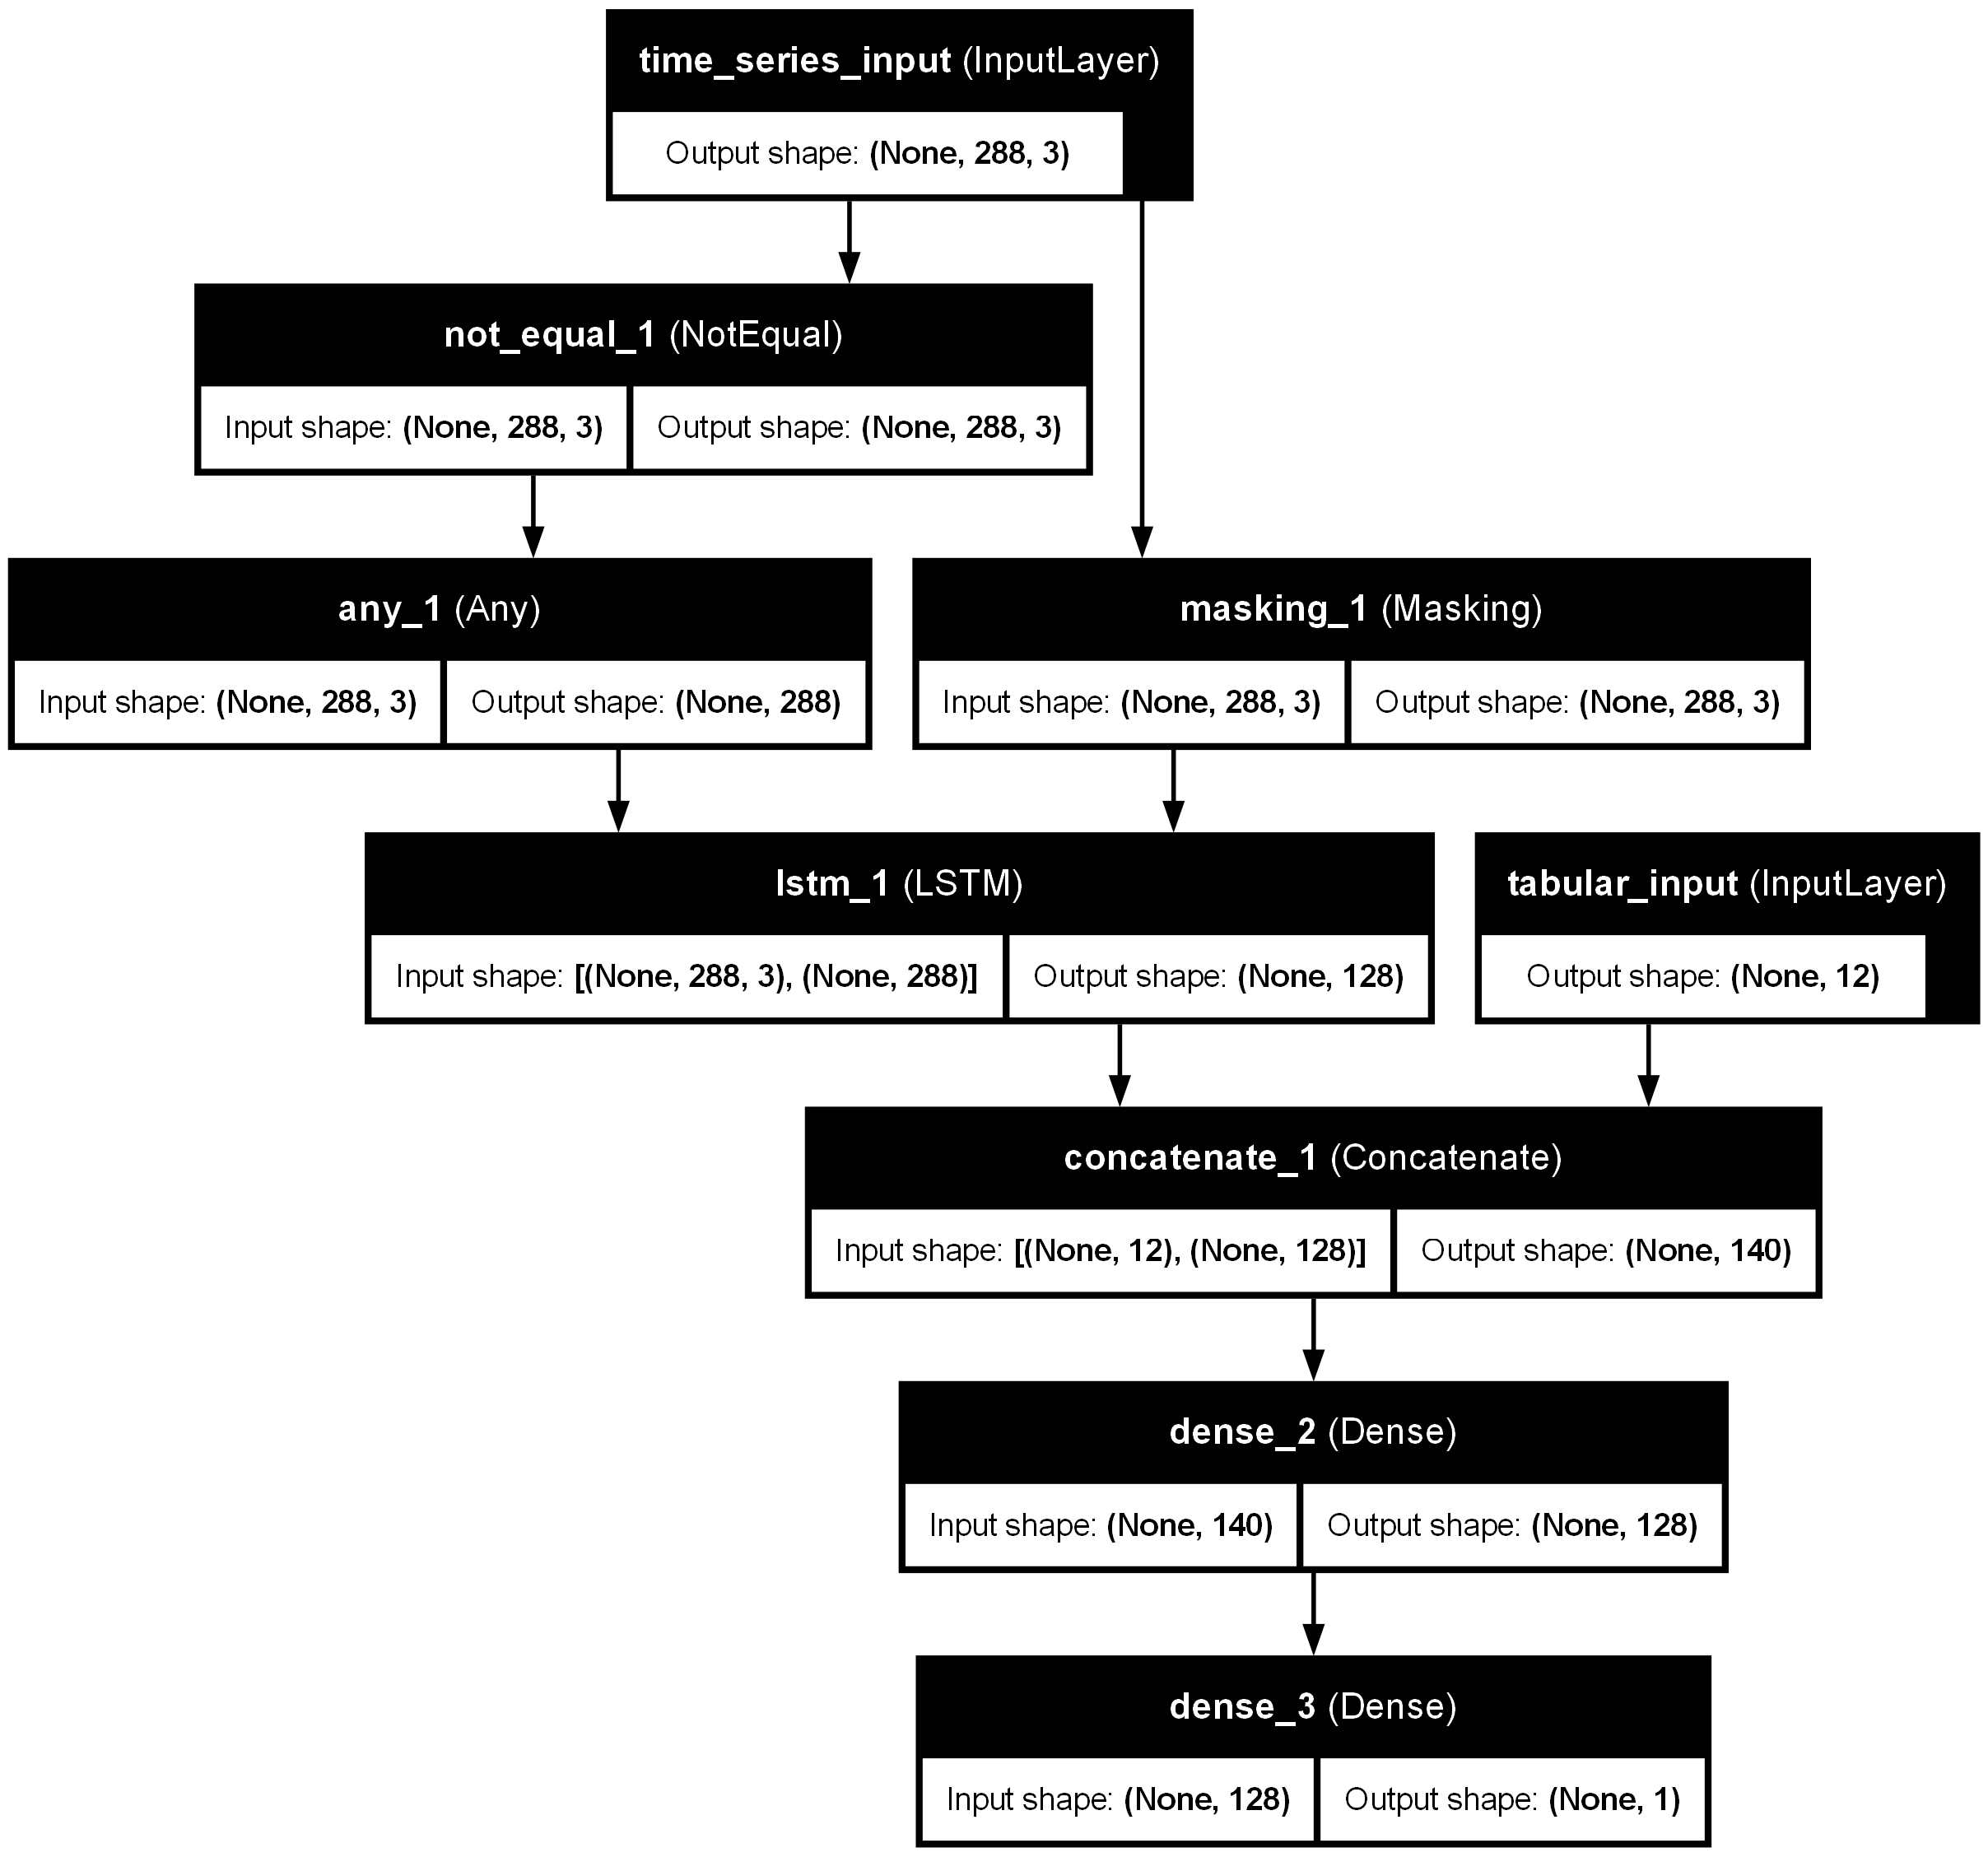 time_series_input (InputLayer)
Output shape: (None, 288, 3)
not_equal_1 (NotEqual)
Input shape: (None, 288, 3)
Output shape: (None, 288, 3)
any_1 (Any)
Input shape: (None, 288, 3)
Output shape: (None, 288)
masking_1 (Masking)
Input shape: (None, 288, 3)
Output shape: (None, 288, 3)
lstm_1 (LSTM)
Input shape: [(None, 288, 3), (None, 288)]
Output shape: (None, 128)
tabular_input (InputLayer)
Output shape: (None, 12)
concatenate_1 (Concatenate)
Input shape: [(None, 12), (None, 128)]
Output shape: (None, 140)
dense_2 (Dense)
Input shape: (None, 140)
Output shape: (None, 128)
dense_3 (Dense)
Input shape: (None, 128)
Output shape: (None, 1)